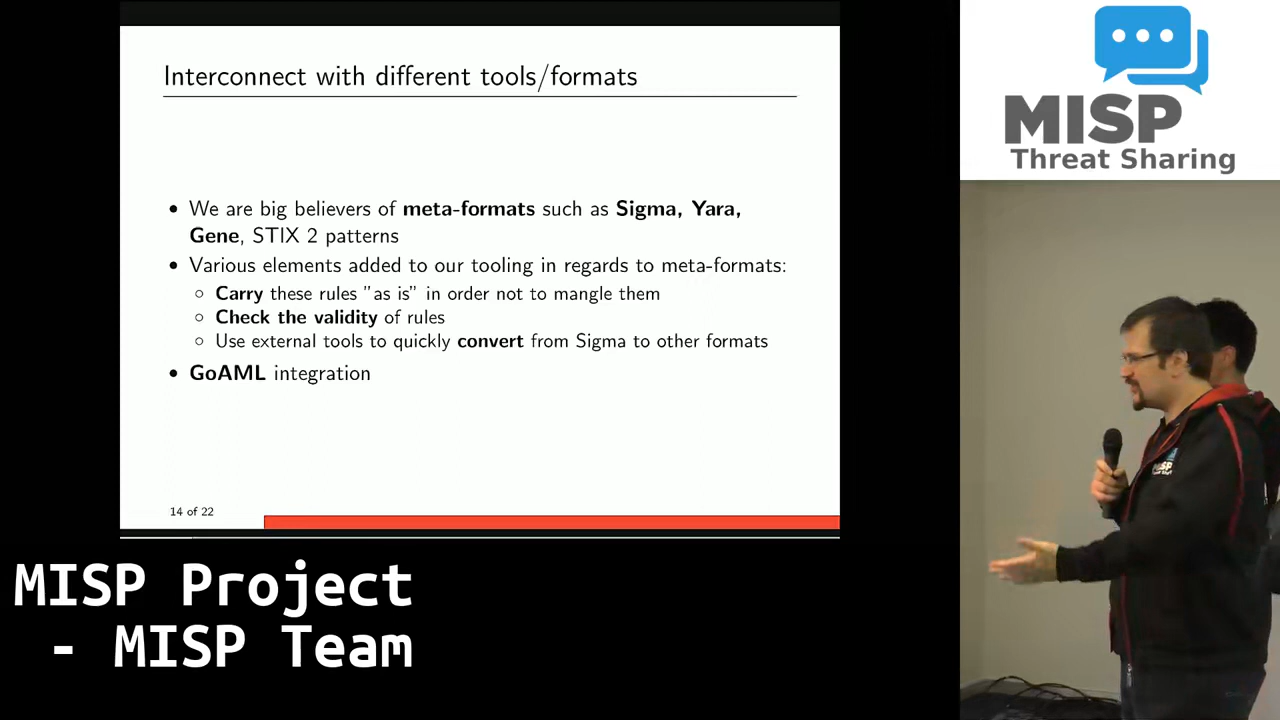 Interconnect with different tools/formats
• We are big believers of meta-formats such as Sigma, Yara,
Gene, STIX 2 patterns
• Various elements added to our tooling in regards to meta-formats:
○ Carry these rules ”as is” in order not to mangle them
○ Check the validity of rules
○ Use external tools to quickly convert from Sigma to other formats
• GoAML integration
14 of 22
MISP Project
- MISP Team
MISP
Threat Sharing
MISP